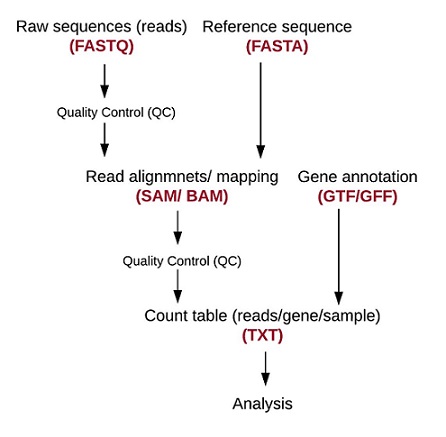 Raw sequences (reads)
(FASTQ)
Reference sequence
(FASTA)
Quality Control (QC)
Read alignmnets/ mapping
(SAM/ BAM)
Gene annotation
(GTF/GFF)
Quality Control (QC)
Count table (reads/gene/sample)
(TXT)
Analysis